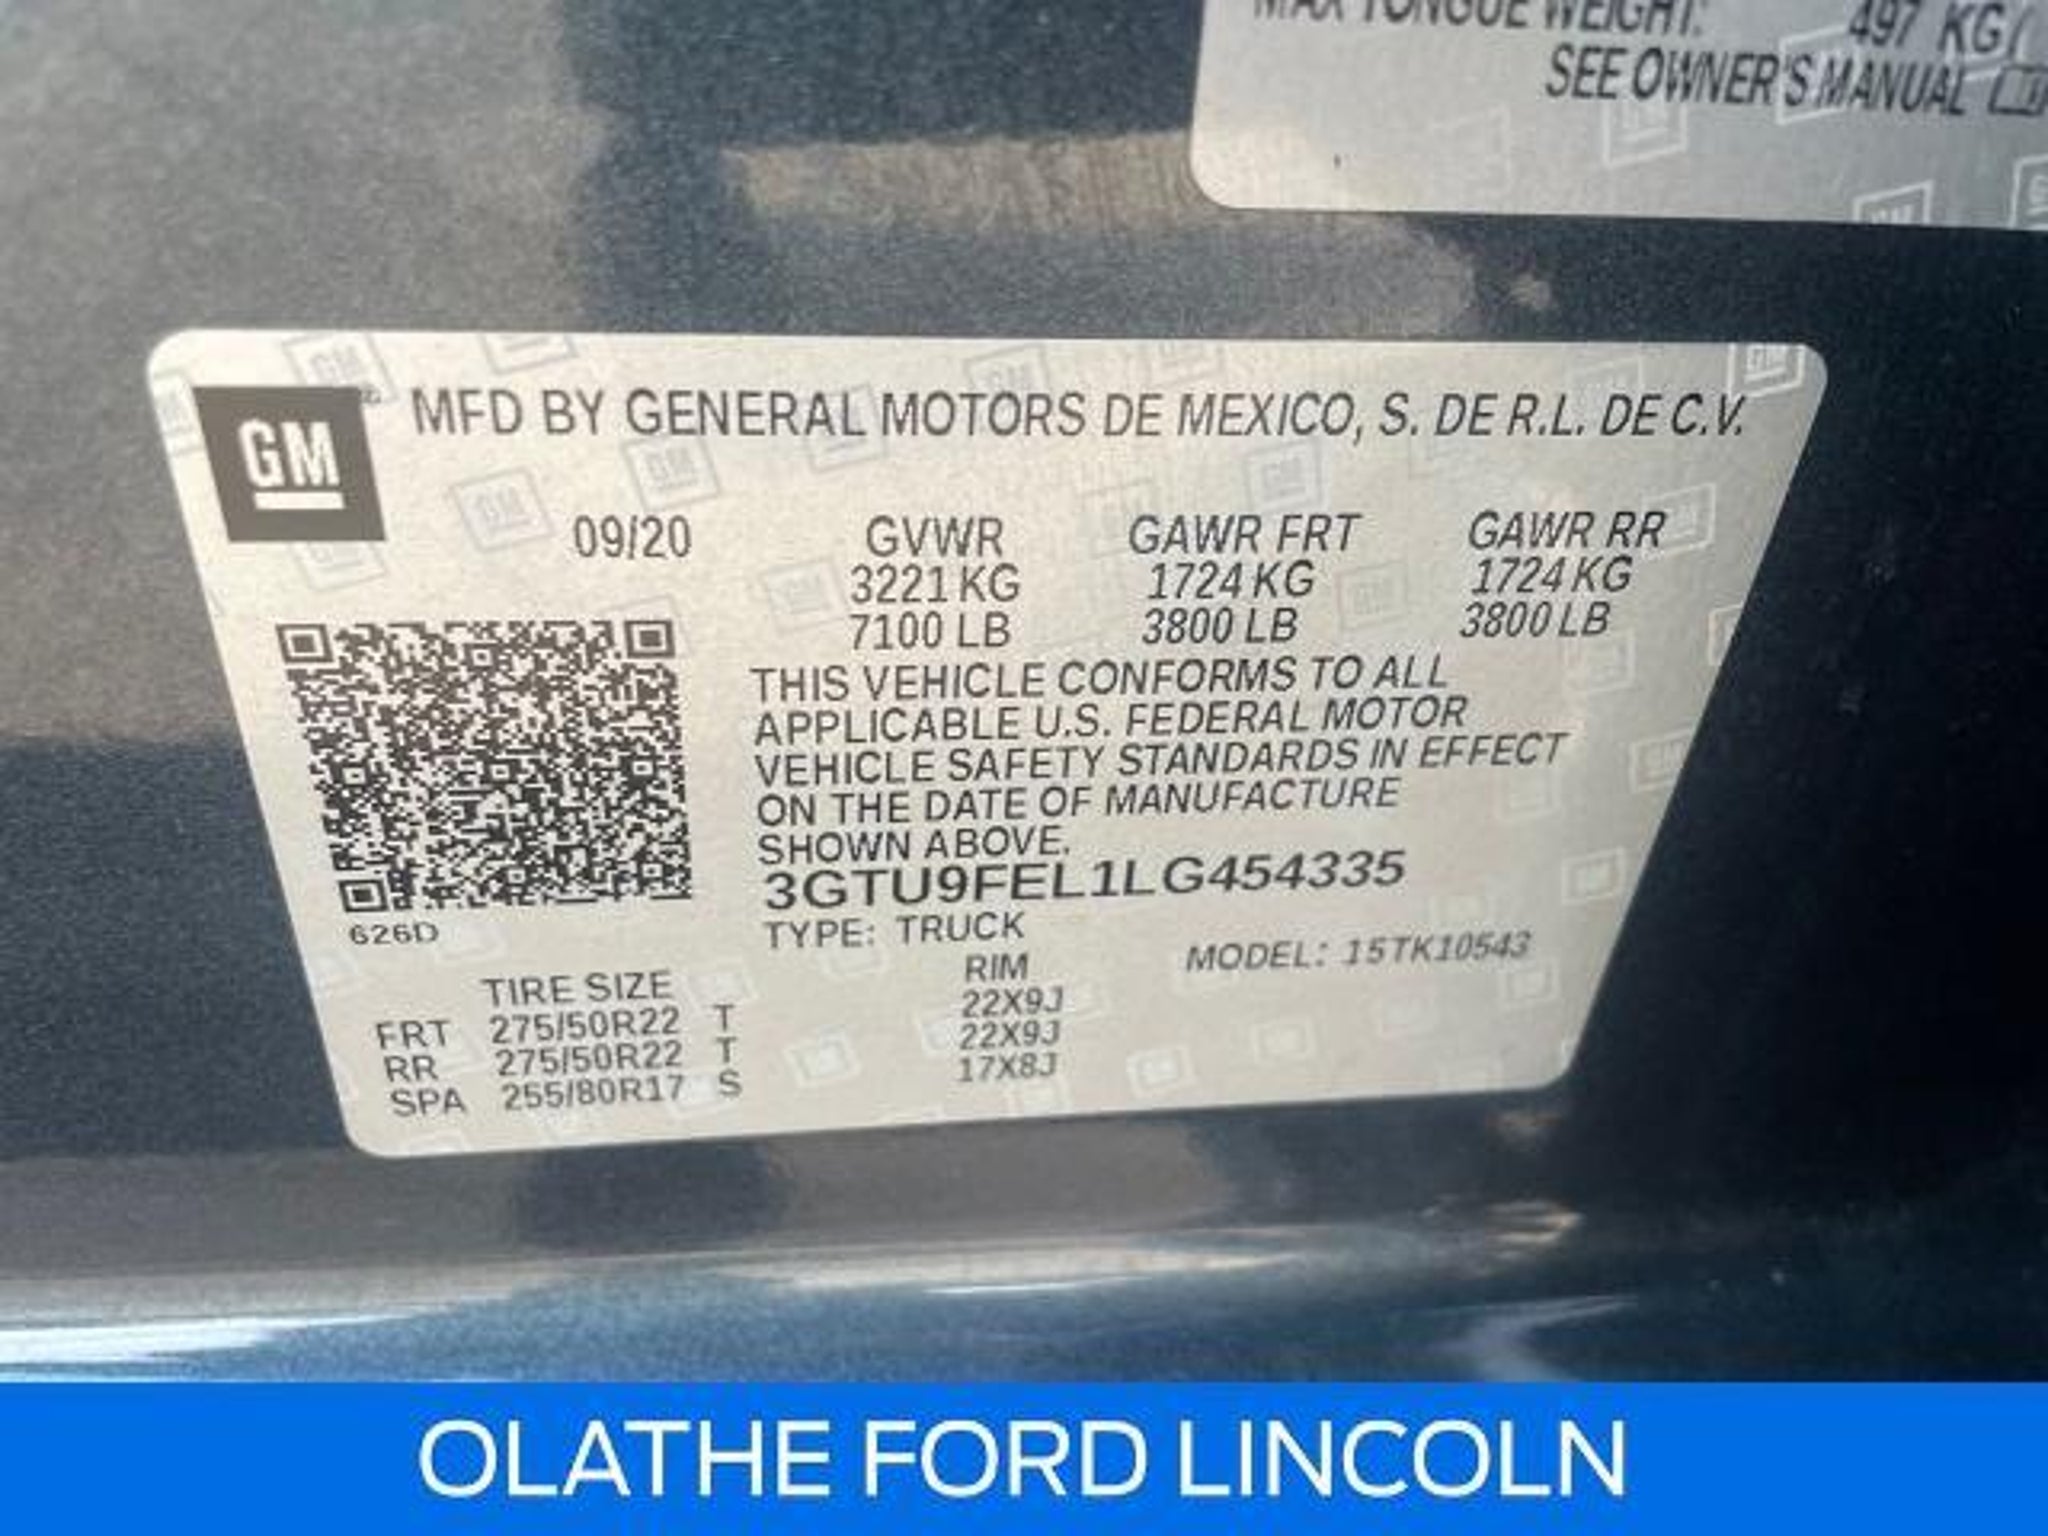 MAX TONGUE WEIGHT: 497 KG/
SEE OWNER'S MANUAL
GM
MFD BY GENERAL MOTORS DE MEXICO, S. DE R.L. DE C.V.
09/20 GVWR GAWR FRT GAWR RR
3221 KG 1724 KG 1724 KG
7100 LB 3800 LB 3800 LB
THIS VEHICLE CONFORMS TO ALL
APPLICABLE U.S. FEDERAL MOTOR
VEHICLE SAFETY STANDARDS IN EFFECT
ON THE DATE OF MANUFACTURE
SHOWN ABOVE.
3GTU9FEL1LG454335
626D
TYPE: TRUCK MODEL: 15TK10543
TIRE SIZE RIM
FRT 275/50R22 T 22X9J
RR 275/50R22 T 22X9J
SPA 255/80R17 S 17X8J
OLATHE FORD LINCOLN